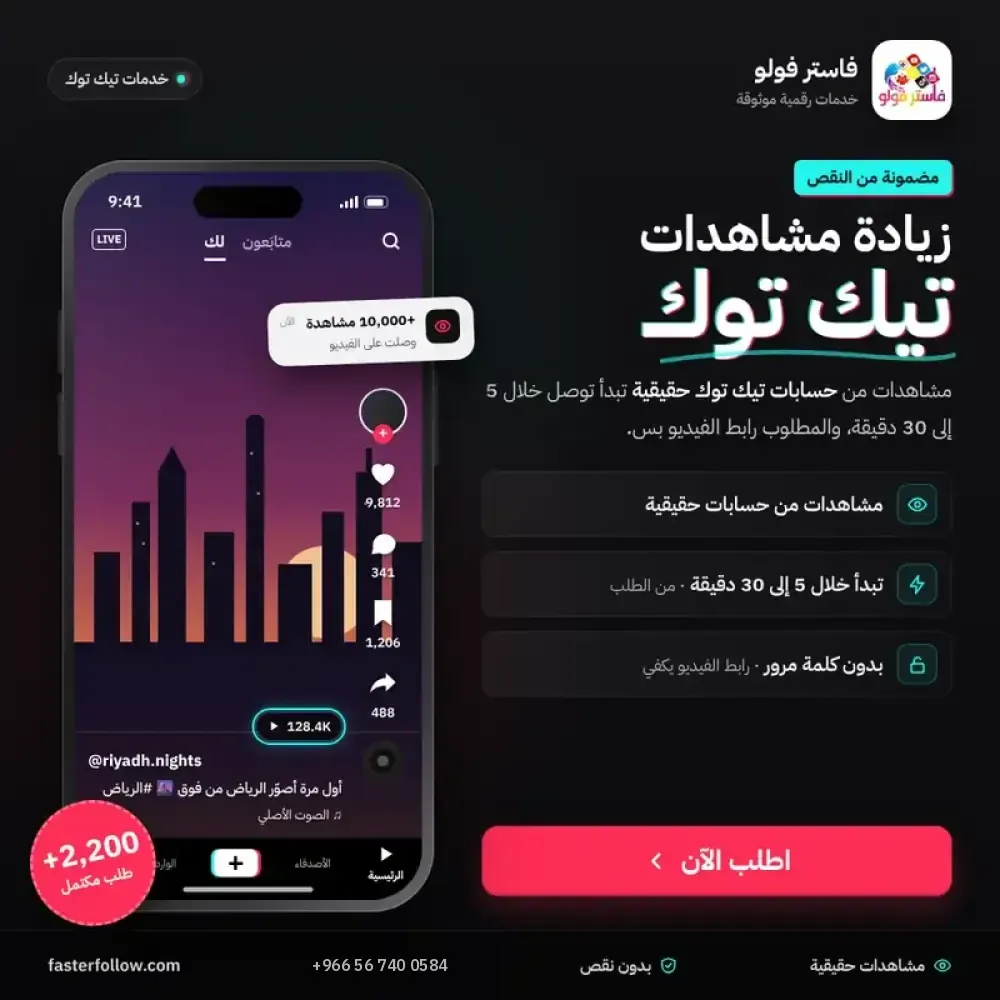 فاستر فولو
فاستر فولو
خدمات رقمية موثوقة
خدمات تيك توك
مضمونة من النقص
زيادة مشاهدات
تيك توك
مشاهدات من حسابات تيك توك حقيقية تبدأ توصل خلال 5
إلى 30 دقيقة، والمطلوب رابط الفيديو بس.
مشاهدات من حسابات حقيقية
تبدأ خلال 5 إلى 30 دقيقة · من الطلب
بدون كلمة مرور · رابط الفيديو يكفي
اطلب الآن
9:41
LIVE
لك
متابَعون
+10,000 مشاهدة
الآن
وصلت على الفيديو
9,812
341
1,206
488
128.4K
@riyadh.nights
أول مرة أصوّر الرياض من فوق 🌆 #الرياض
♫ الصوت الأصلي
الرئيسية
الأصدقاء
+
+2,200
طلب مكتمل
مشاهدات حقيقية
بدون نقص
+966 56 740 0584
fasterfollow.com